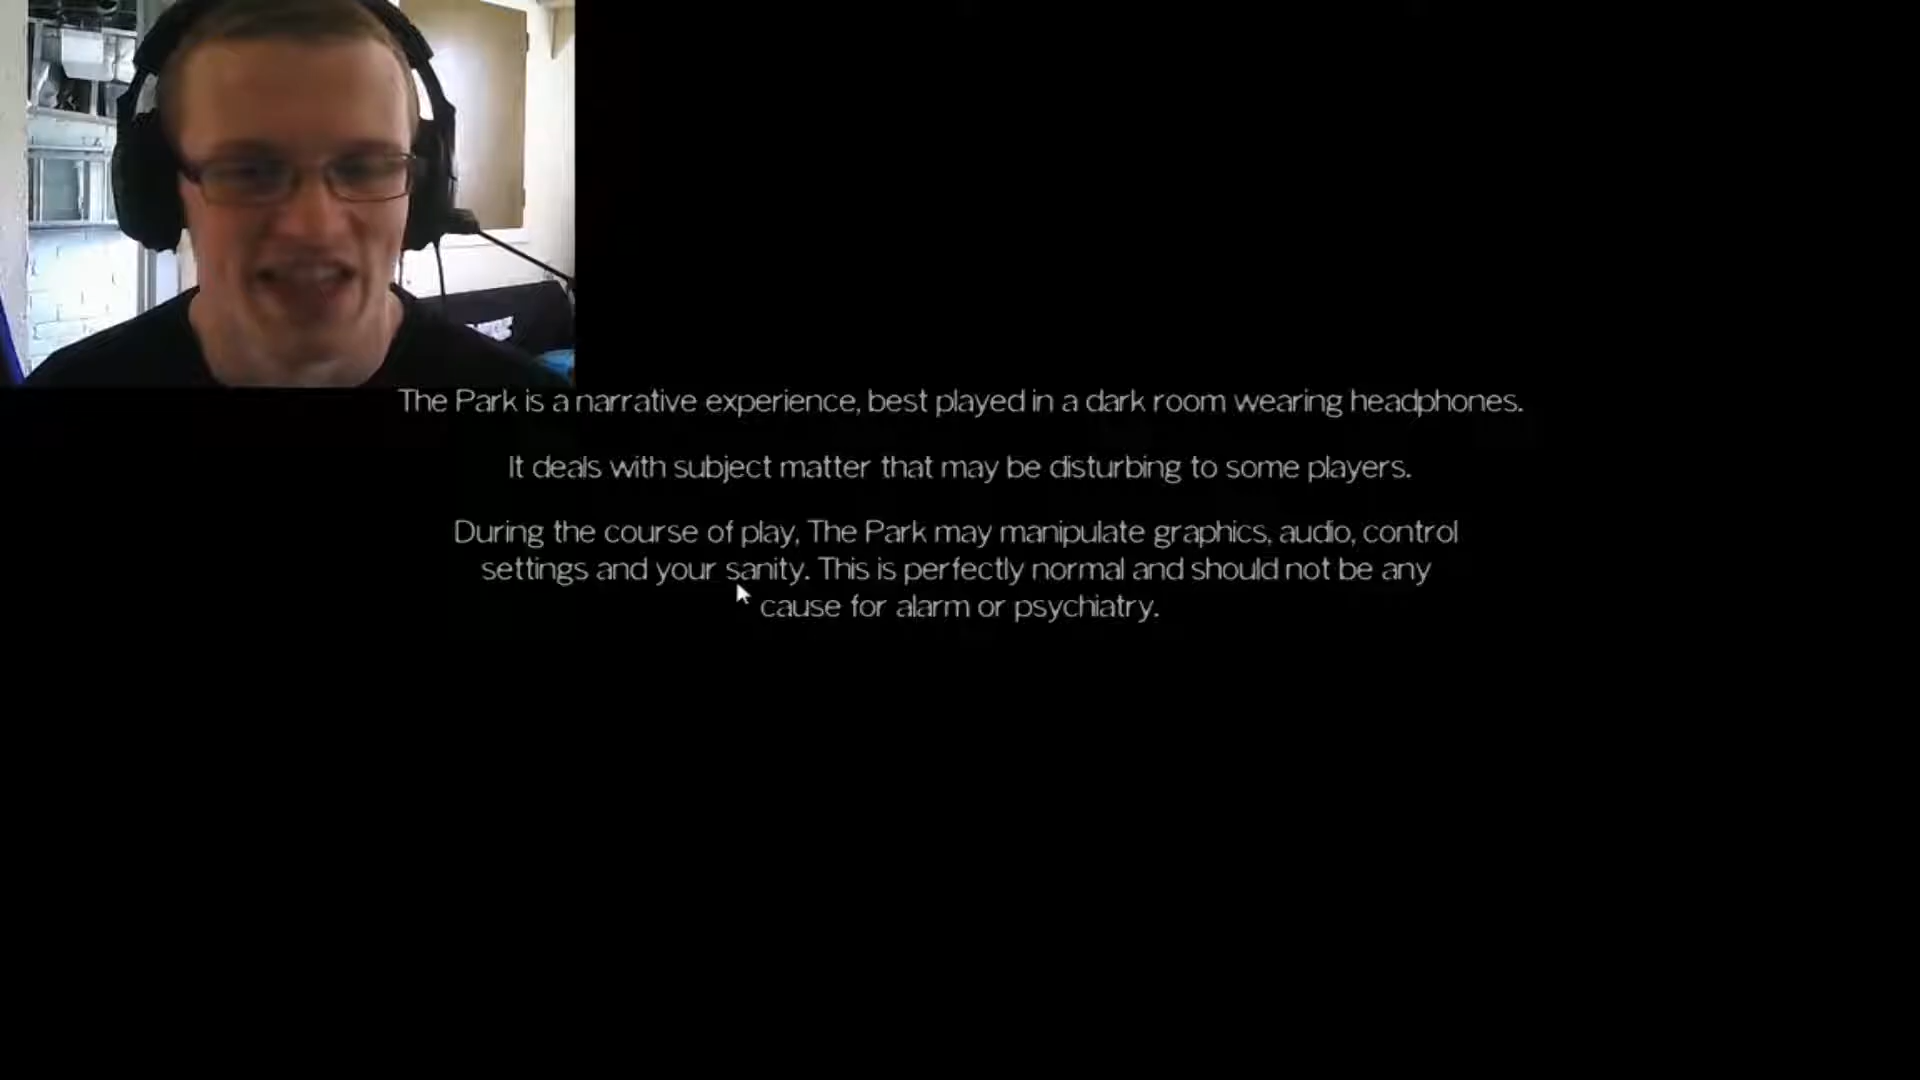 The Park is a narrative experience, best played in a dark room wearing headphones.
It deals with subject matter that may be disturbing to some players.
During the course of play, The Park may manipulate graphics, audio, control
settings and your sanity. This is perfectly normal and should not be any
cause for alarm or psychiatry.